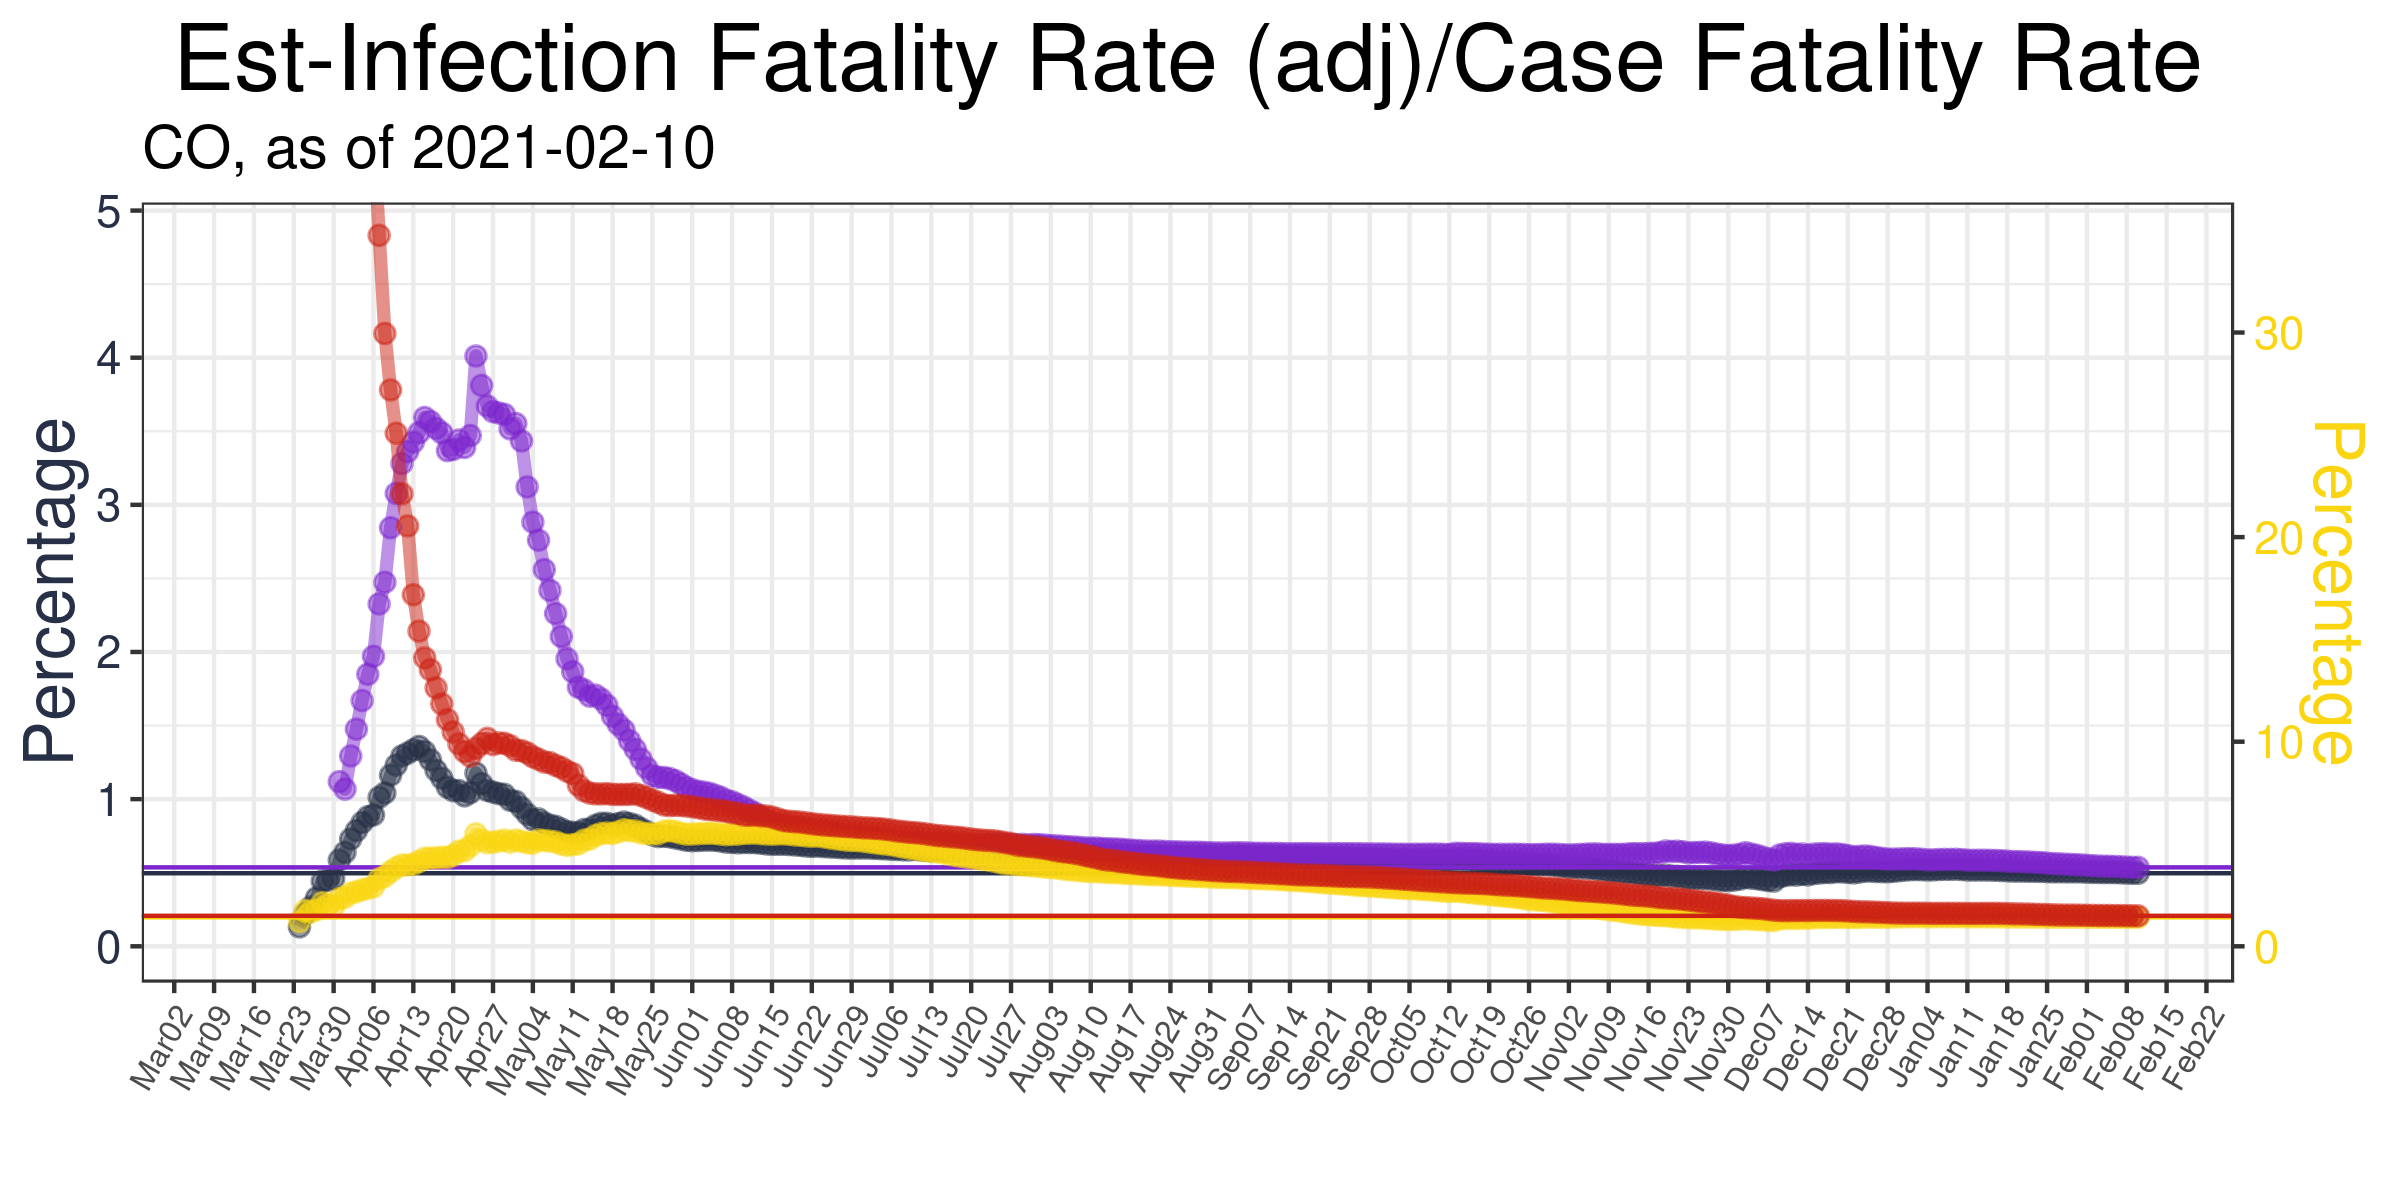 Est-Infection Fatality Rate (adj)/Case Fatality Rate
CO, as of 2021-02-10
Percentage
5
4
3
2
1
0
30
20
10
0
Percentage
Mar02
Mar09
Mar16
Mar23
Mar30
Apr06
Apr13
Apr20
Apr27
May04
May11
May18
May25
Jun01
Jun08
Jun15
Jun22
Jun29
Jul06
Jul13
Jul20
Jul27
Aug03
Aug10
Aug17
Aug24
Aug31
Sep07
Sep14
Sep21
Sep28
Oct05
Oct12
Oct19
Oct26
Nov02
Nov09
Nov16
Nov23
Nov30
Dec07
Dec14
Dec21
Dec28
Jan04
Jan11
Jan18
Jan25
Feb01
Feb08
Feb15
Feb22